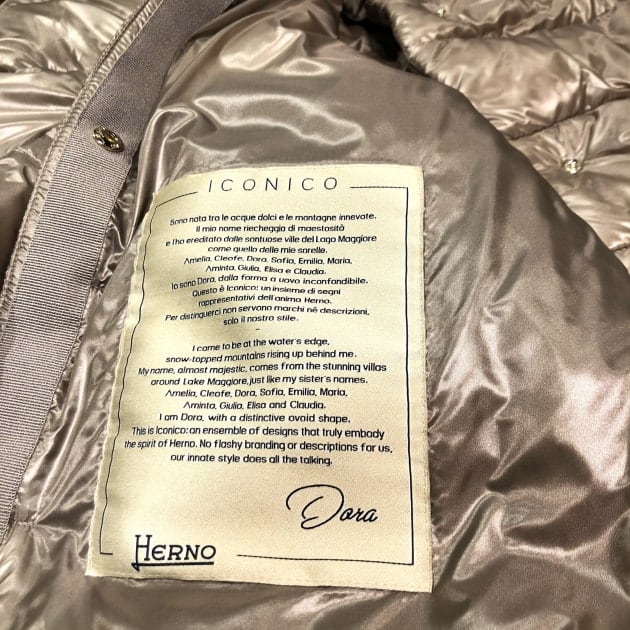 ICONICO
Sono nata tra le acque dolci e le montagne innevate.
Il mio nome riecheggia di maestosità
e l'ho ereditato dalle sontuose ville del Lago Maggiore
come quello delle mie sorelle.
Amelia, Cleofe, Dora, Sofia, Emilia, Maria,
Aminta, Giulia, Elisa e Claudia.
Io sono Dora, dalla forma a uovo inconfondibile.
Questo è Iconico: un insieme di segni
rappresentativi dell'anima Herno.
Per distinguerci non servono marchi né descrizioni,
solo il nostro stile.
-
I came to be at the water's edge,
snow-topped mountains rising up behind me.
My name, almost majestic, comes from the stunning villas
around Lake Maggiore, just like my sister's names.
Amelia, Cleofe, Dora, Sofia, Emilia, Maria,
Aminta, Giulia, Elisa and Claudia.
I am Dora, with a distinctive ovoid shape.
This is Iconico: an ensemble of designs that truly embody
the spirit of Herno. No flashy branding or descriptions for us,
our innate style does all the talking.
Dora
HERNO